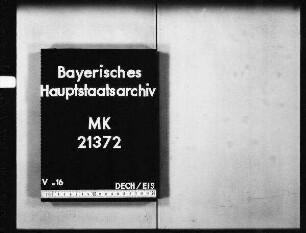 Bayerisches
Hauptstaatsarchiv
MK
21372
V - 16
DECH/EIS